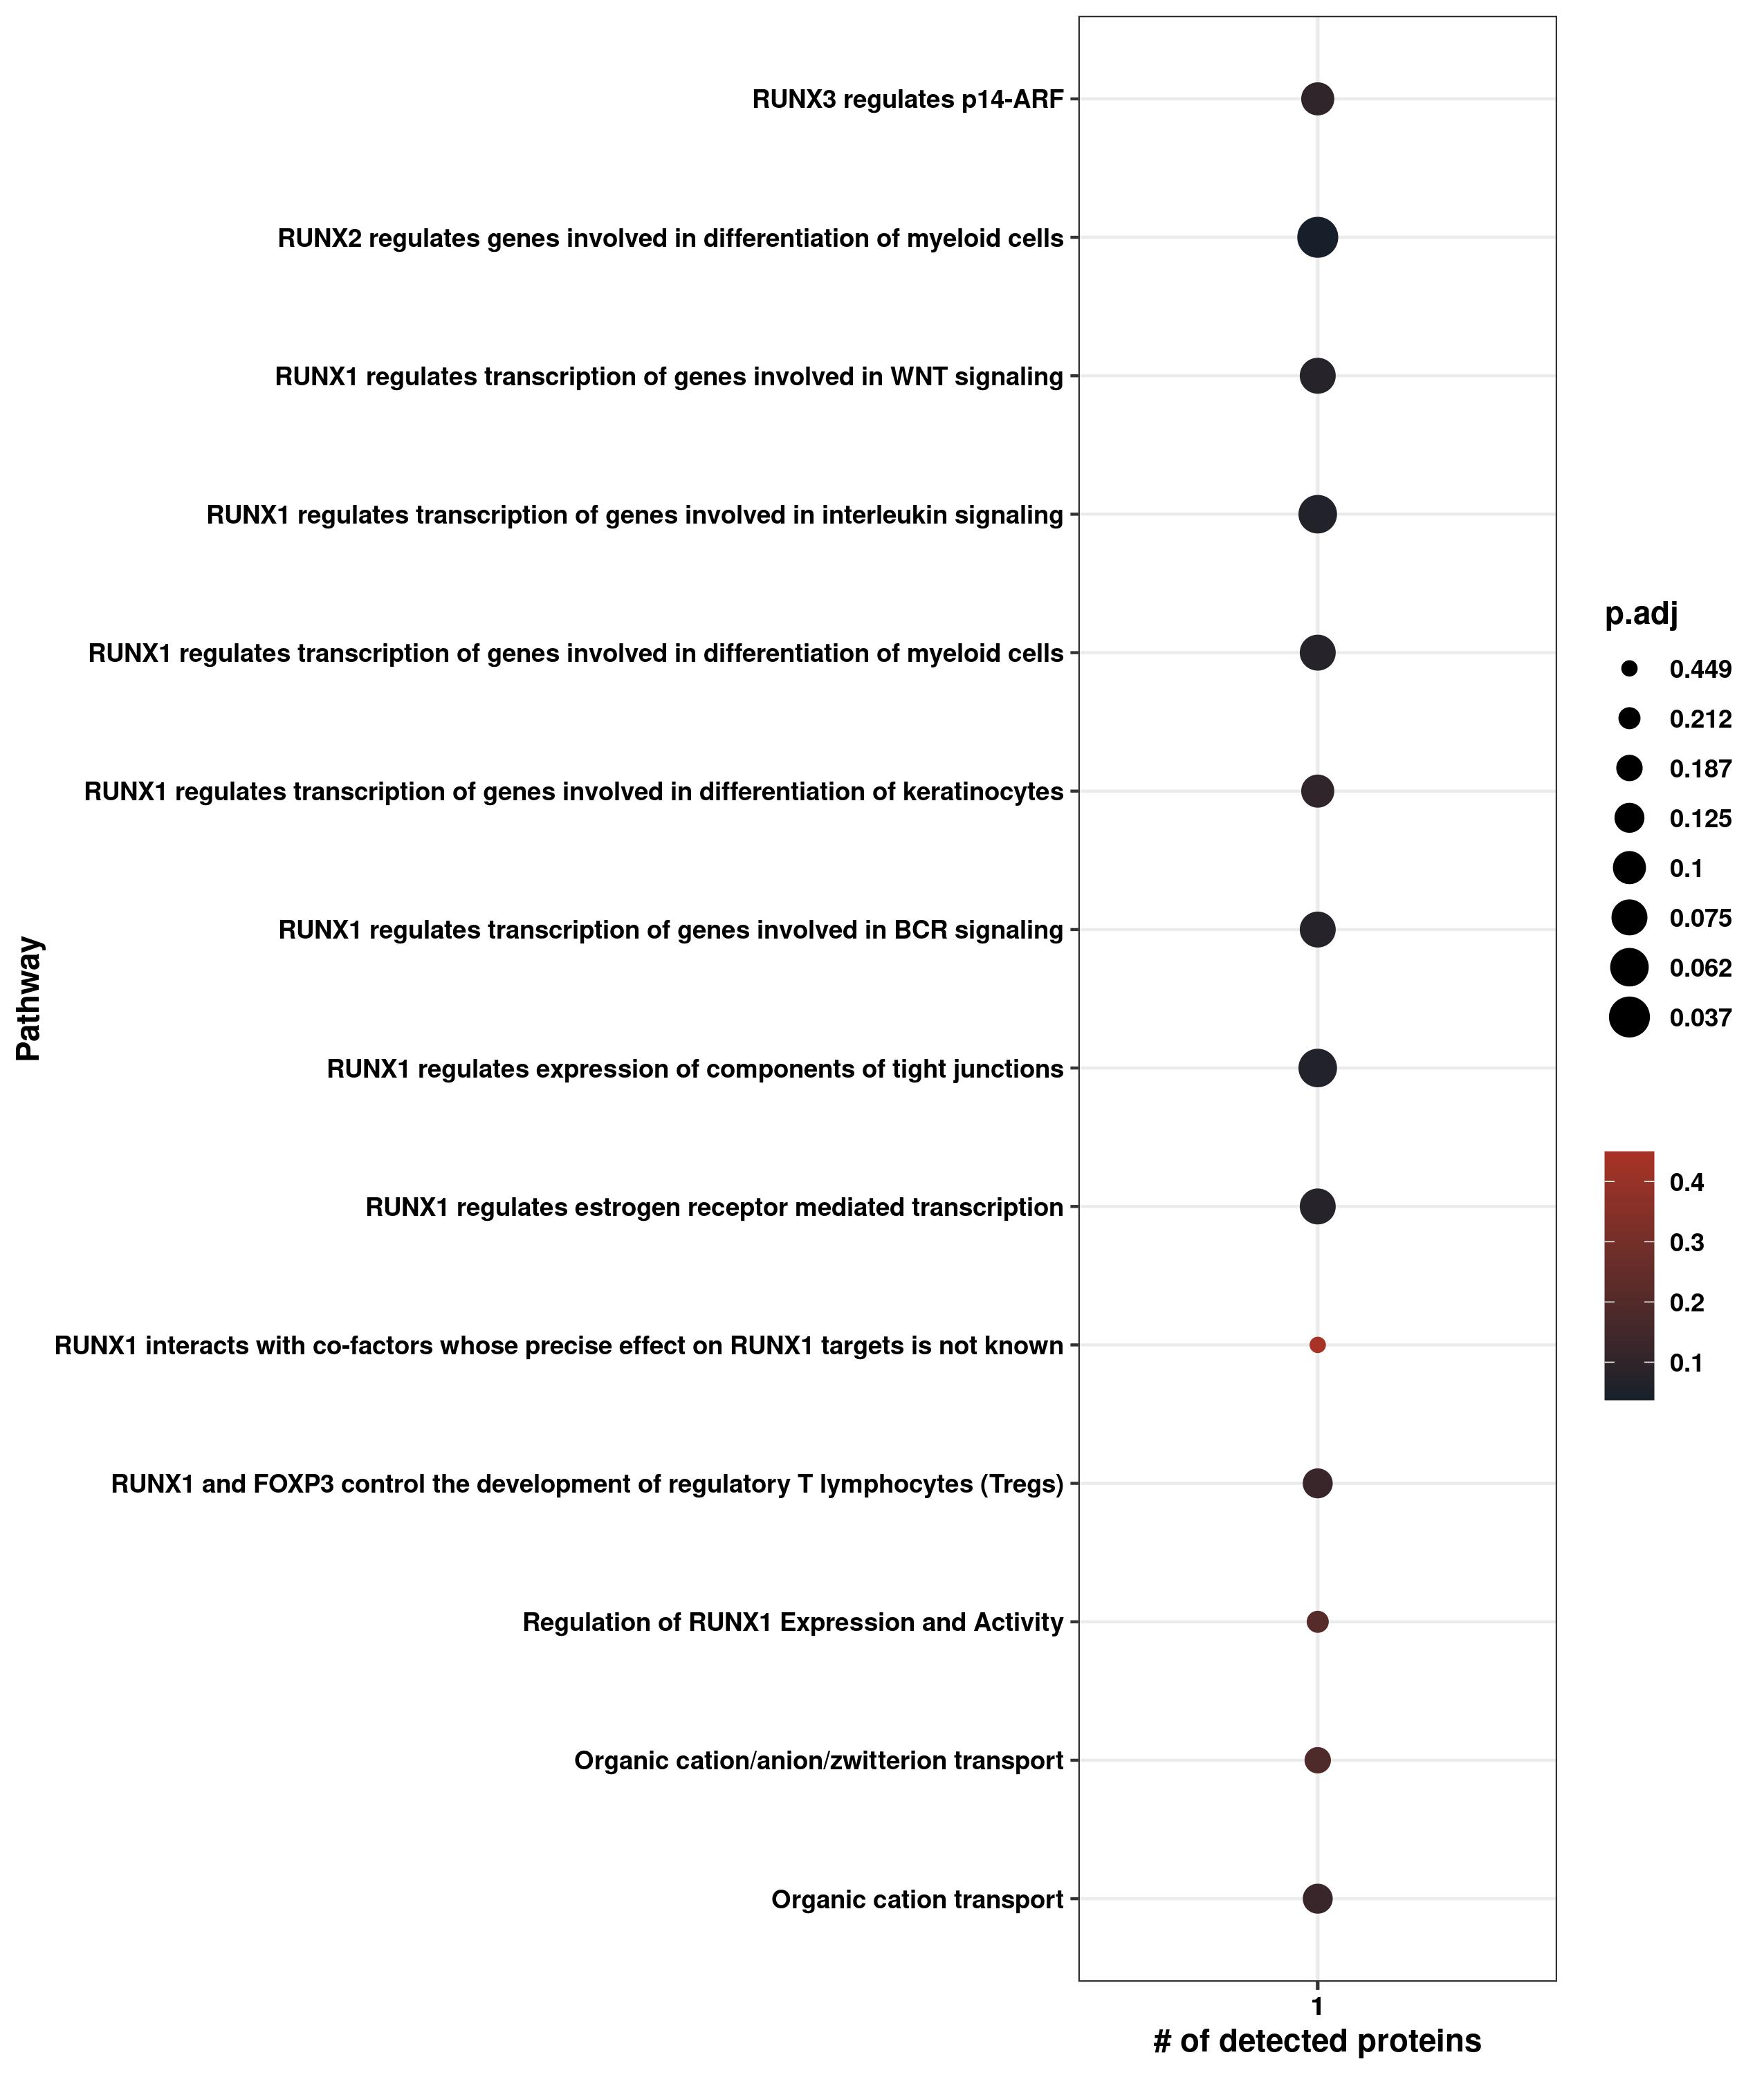 RUNX3 regulates p14-ARF
RUNX2 regulates genes involved in differentiation of myeloid cells
RUNX1 regulates transcription of genes involved in WNT signaling
RUNX1 regulates transcription of genes involved in interleukin signaling
RUNX1 regulates transcription of genes involved in differentiation of myeloid cells
RUNX1 regulates transcription of genes involved in differentiation of keratinocytes
RUNX1 regulates transcription of genes involved in BCR signaling
RUNX1 regulates expression of components of tight junctions
RUNX1 regulates estrogen receptor mediated transcription
RUNX1 interacts with co-factors whose precise effect on RUNX1 targets is not known
RUNX1 and FOXP3 control the development of regulatory T lymphocytes (Tregs)
Regulation of RUNX1 Expression and Activity
Organic cation/anion/zwitterion transport
Organic cation transport
Pathway
1
# of detected proteins
p.adj
0.449
0.212
0.187
0.125
0.1
0.075
0.062
0.037
0.4
0.3
0.2
0.1